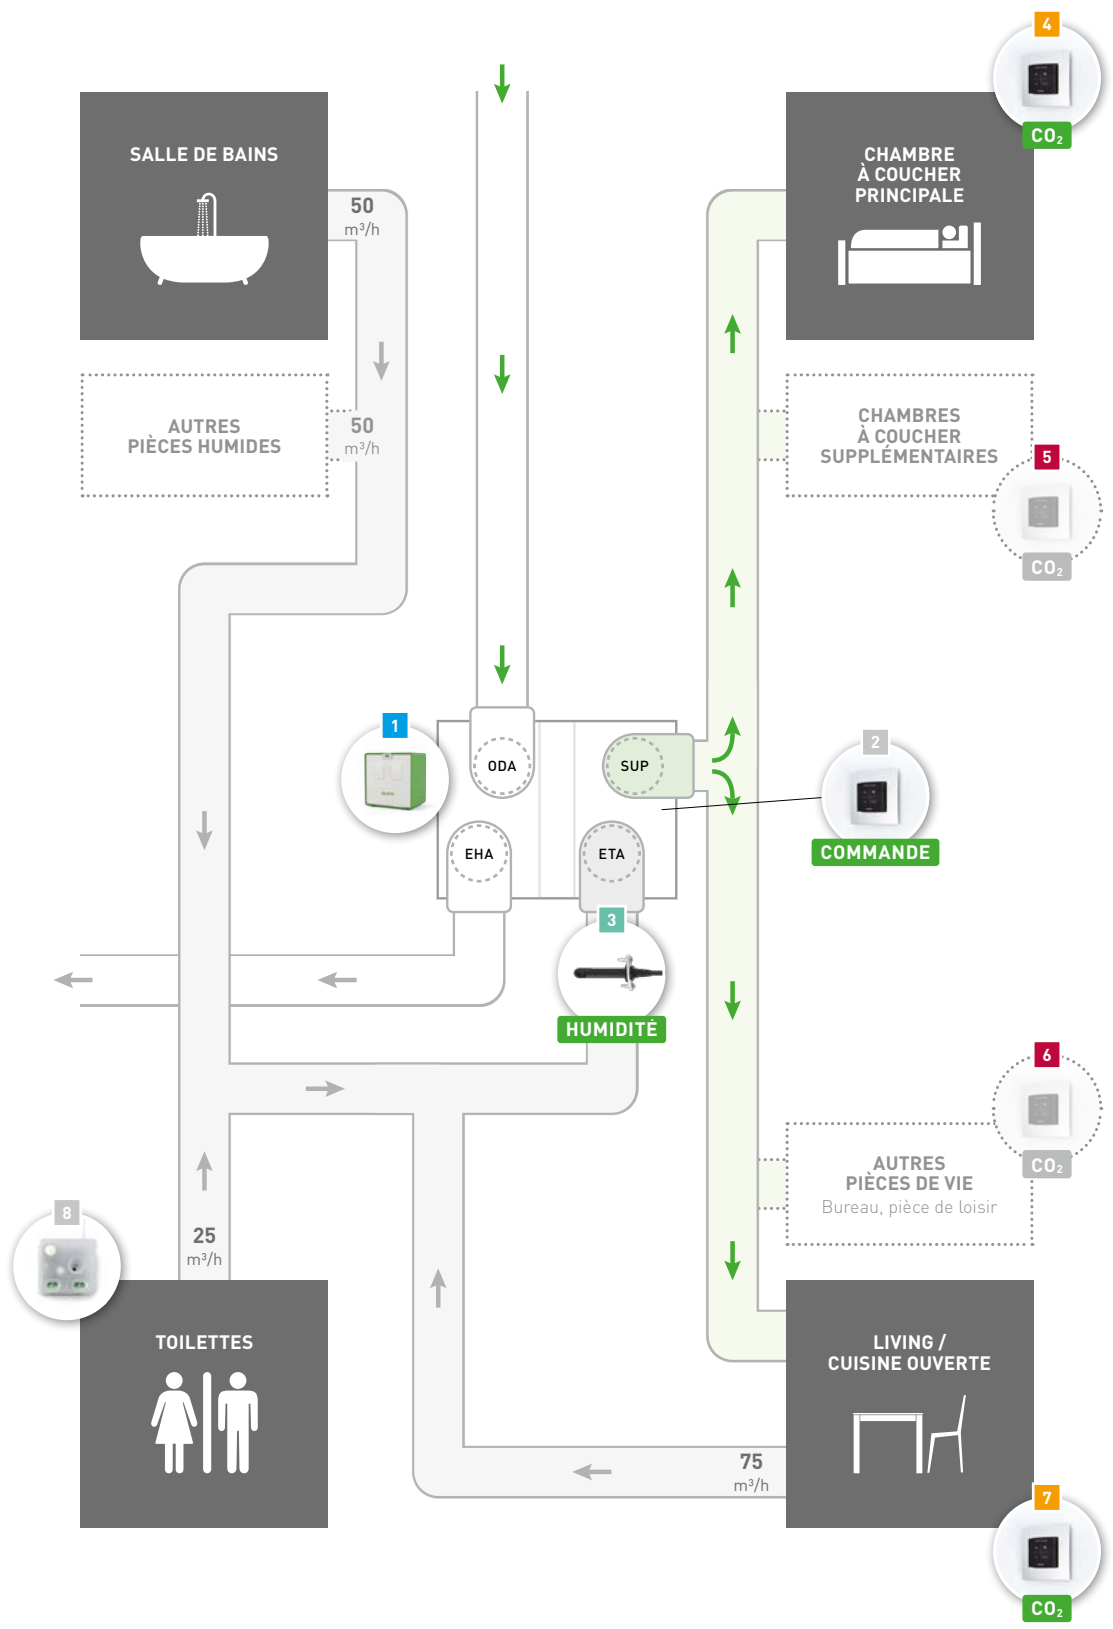 4
CO₂
SALLE DE BAINS
50
m³/h
CHAMBRE
À COUCHER
PRINCIPALE
AUTRES
PIÈCES HUMIDES
50
m³/h
CHAMBRES
À COUCHER
SUPPLÉMENTAIRES
5
CO₂
1
ODA
SUP
2
COMMANDE
EHA
ETA
3
HUMIDITÉ
6
CO₂
AUTRES
PIÈCES DE VIE
Bureau, pièce de loisir
8
25
m³/h
TOILETTES
LIVING /
CUISINE OUVERTE
75
m³/h
7
CO₂